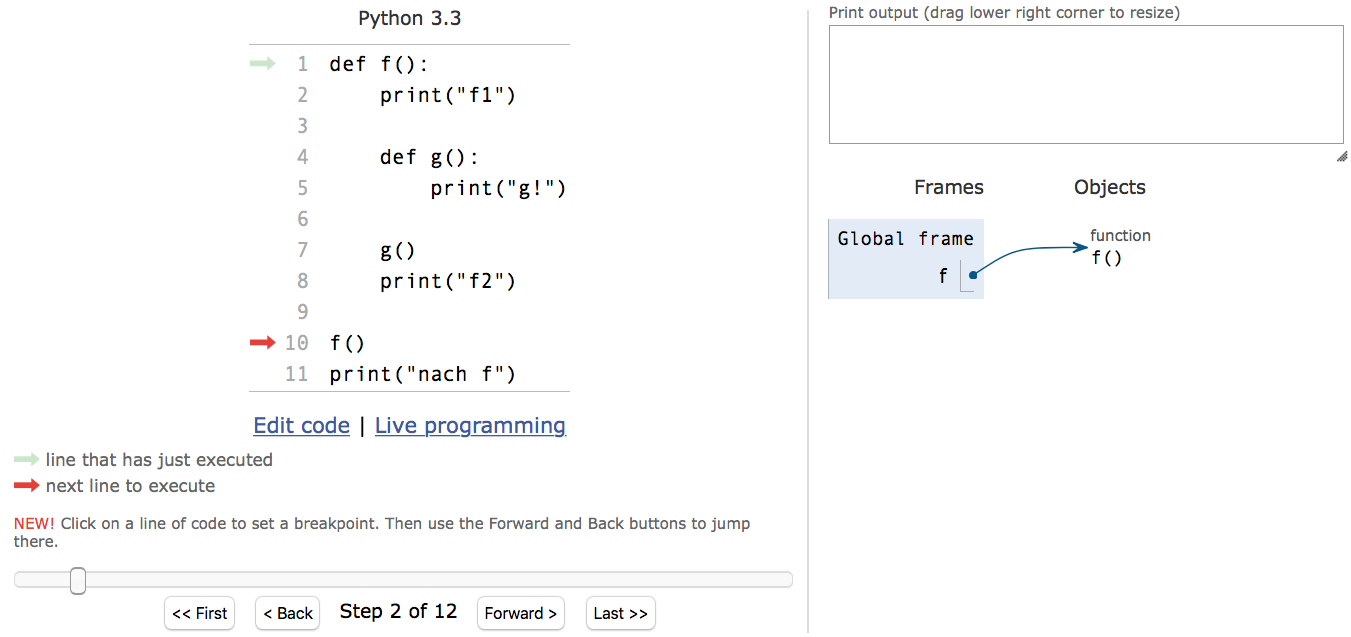 Python 3.3
1 def f():
2     print("f1")
3
4     def g():
5         print("g!")
6
7     g()
8     print("f2")
9
10 f()
11 print("nach f")
Edit code | Live programming
line that has just executed
next line to execute
NEW! Click on a line of code to set a breakpoint. Then use the Forward and Back buttons to jump
there.
<< First < Back Step 2 of 12 Forward > Last >>
Print output (drag lower right corner to resize)
Frames Objects
Global frame
f
function
f()